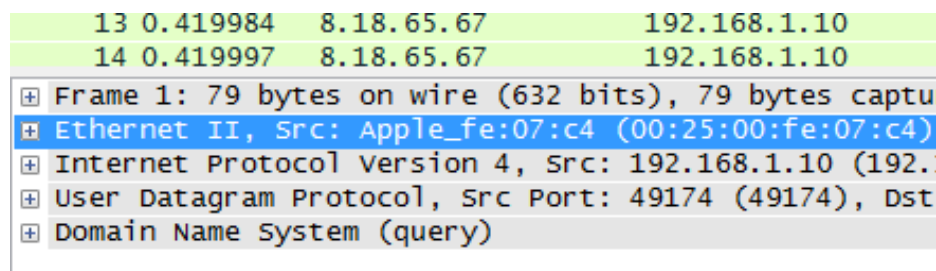 13 0.419984 8.18.65.67 192.168.1.10
14 0.419997 8.18.65.67 192.168.1.10
Frame 1: 79 bytes on wire (632 bits), 79 bytes captu
Ethernet II, Src: Apple_fe:07:c4 (00:25:00:fe:07:c4)
Internet Protocol Version 4, Src: 192.168.1.10 (192.
User Datagram Protocol, Src Port: 49174 (49174), Dst
Domain Name System (query)